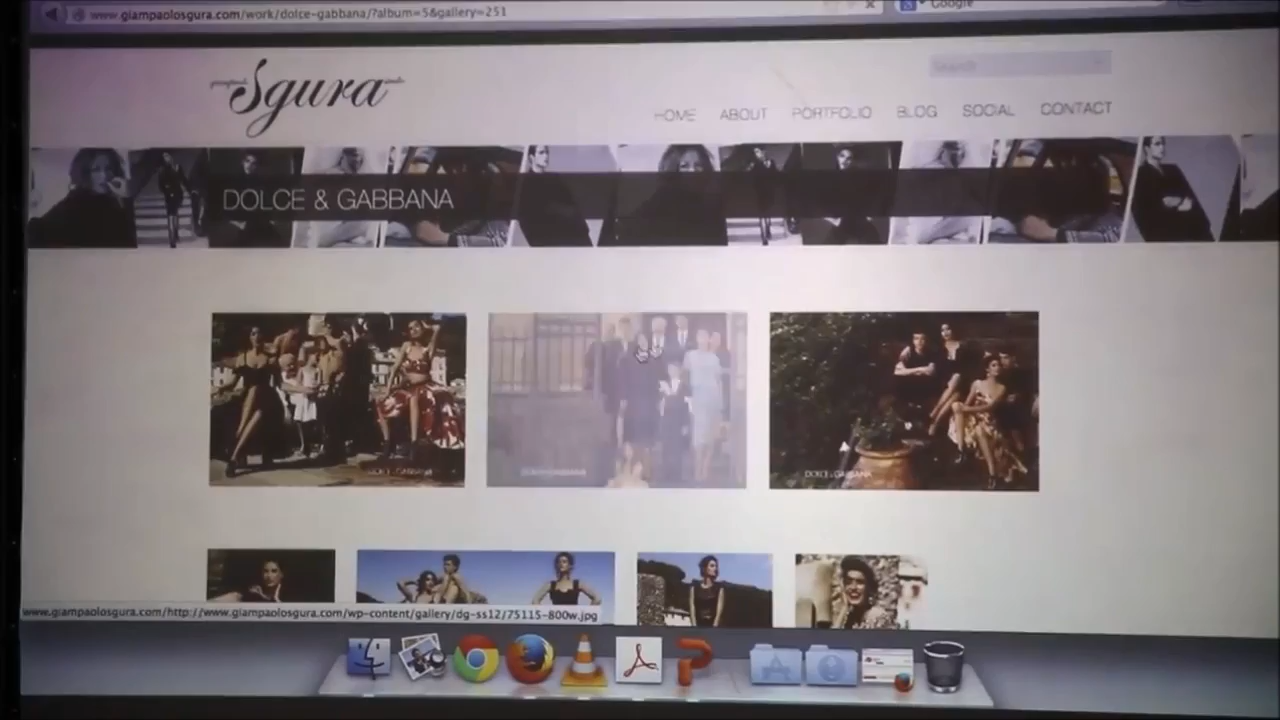 www.giampaolosgura.com/work/dolce-gabbana/?album=5&gallery=251
Google
Sgura
Search
HOME ABOUT PORTFOLIO BLOG SOCIAL CONTACT
DOLCE & GABBANA
DOLCE & GABBANA
DOLCE & GABBANA
www.giampaolosgura.com/http://www.giampaolosgura.com/wp-content/gallery/dg-ss12/75115-800w.jpg